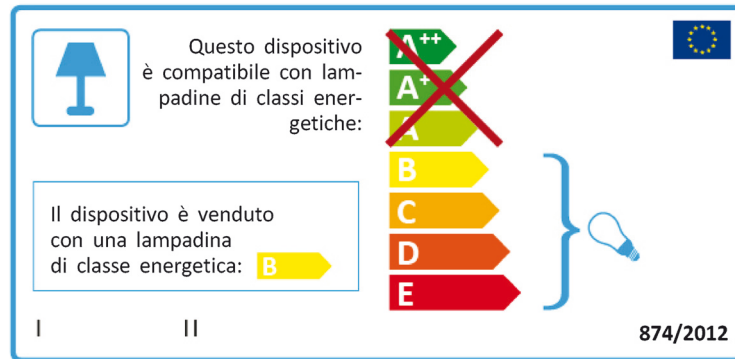 Questo dispositivo
è compatibile con lam-
padine di classi ener-
getiche:
A++
A+
A
B
C
D
E
Il dispositivo è venduto
con una lampadina
di classe energetica: B
I II
874/2012